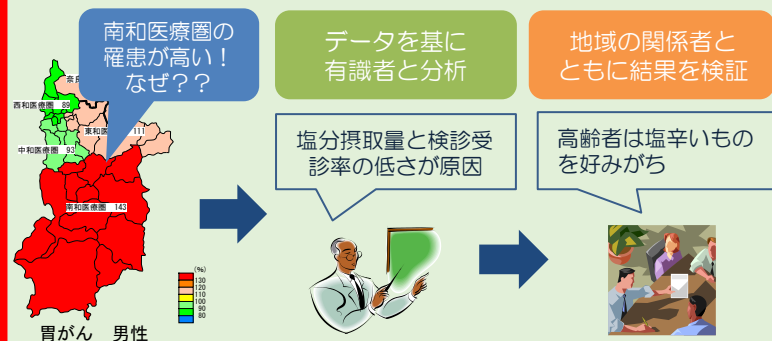 南和医療圏の
罹患が高い！
なぜ？？
データを基に
有識者と分析
地域の関係者と
ともに結果を検証
塩分摂取量と検診受
診率の低さが原因
高齢者は塩辛いもの
を好みがち
奈良
西和医療圏 89
東和医 111
中和医療圏 93
南和医療圏 143
(%)
130
120
110
100
90
80
胃がん 男性